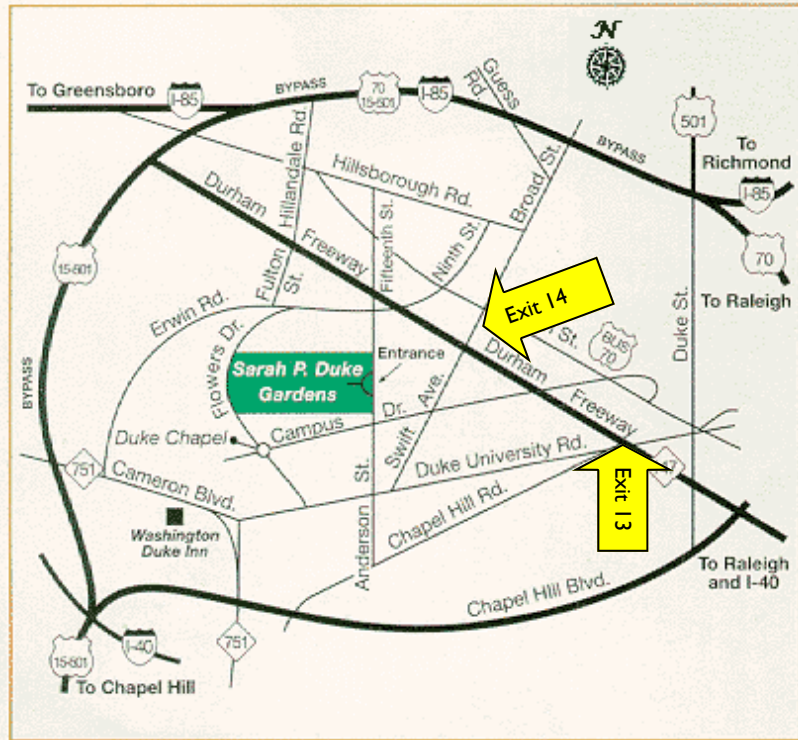 N
To Greensboro
I-85
BYPASS
70
15-501
I-85
Guess
Rd.
BYPASS
501
To
Richmond
I-85
70
To Raleigh
Hillandale Rd.
Hillsborough Rd.
Broad St.
Durham
Freeway
Fifteenth St.
Ninth St.
15-501
Fulton
St.
Erwin Rd.
Exit 14
St.
BUS
70
Duke St.
BYPASS
Flowers Dr.
Sarah P. Duke
Gardens
Entrance
Durham
Freeway
Swift Ave.
Campus Dr.
Duke Chapel
Duke University Rd.
751
Cameron Blvd.
Anderson St.
Chapel Hill Rd.
Exit 13
Washington
Duke Inn
To Raleigh
and I-40
Chapel Hill Blvd.
751
I-40
15-501
To Chapel Hill